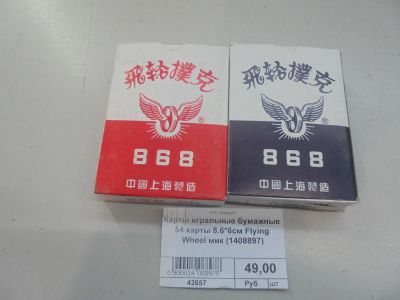 飛輪撲克
868
中國上海製造
飛輪撲克
868
中國上海製造
Карты игральные бумажные
54 карты 8.6*6см Flying
Wheel мик (1408897)
49,00
42657
Руб
шт